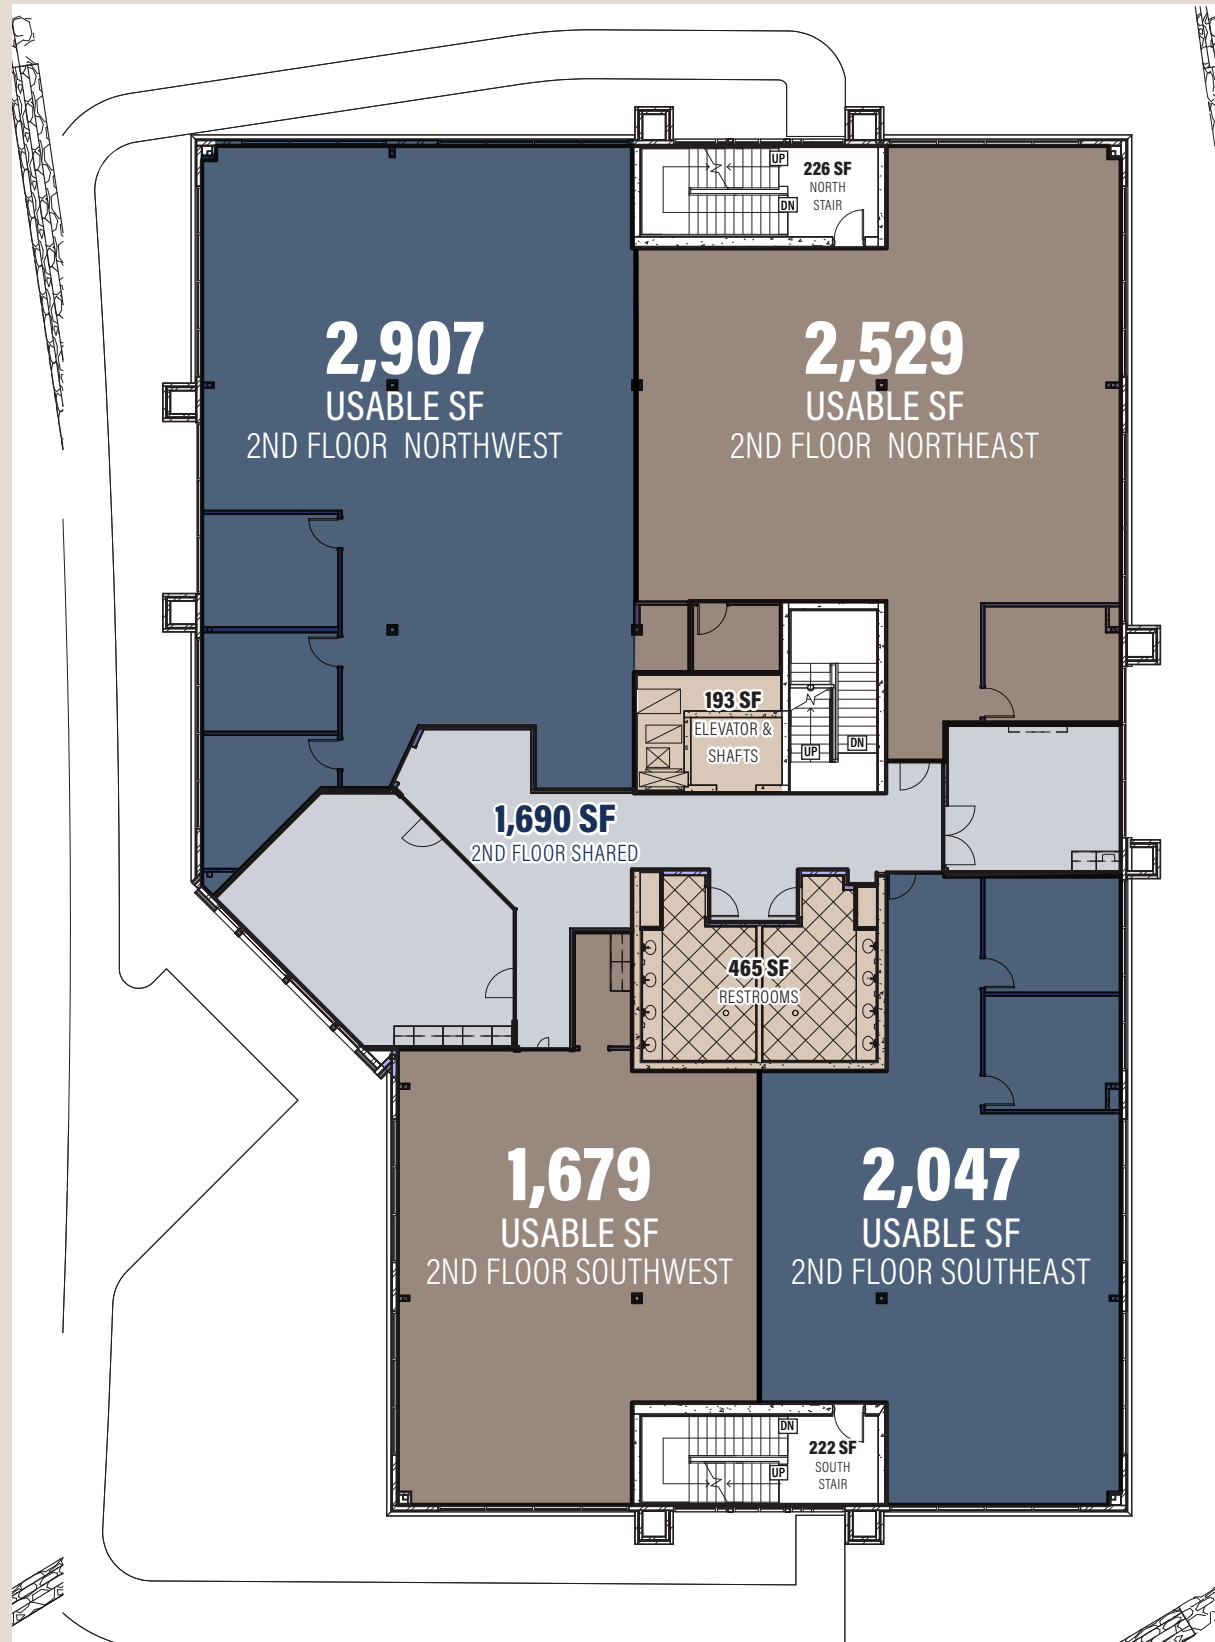 UP
226 SF
NORTH
STAIR
DN
2,907
USABLE SF
2ND FLOOR NORTHWEST
2,529
USABLE SF
2ND FLOOR NORTHEAST
193 SF
ELEVATOR &
SHAFTS
UP
DN
1,690 SF
2ND FLOOR SHARED
465 SF
RESTROOMS
1,679
USABLE SF
2ND FLOOR SOUTHWEST
2,047
USABLE SF
2ND FLOOR SOUTHEAST
DN
222 SF
SOUTH
STAIR
UP